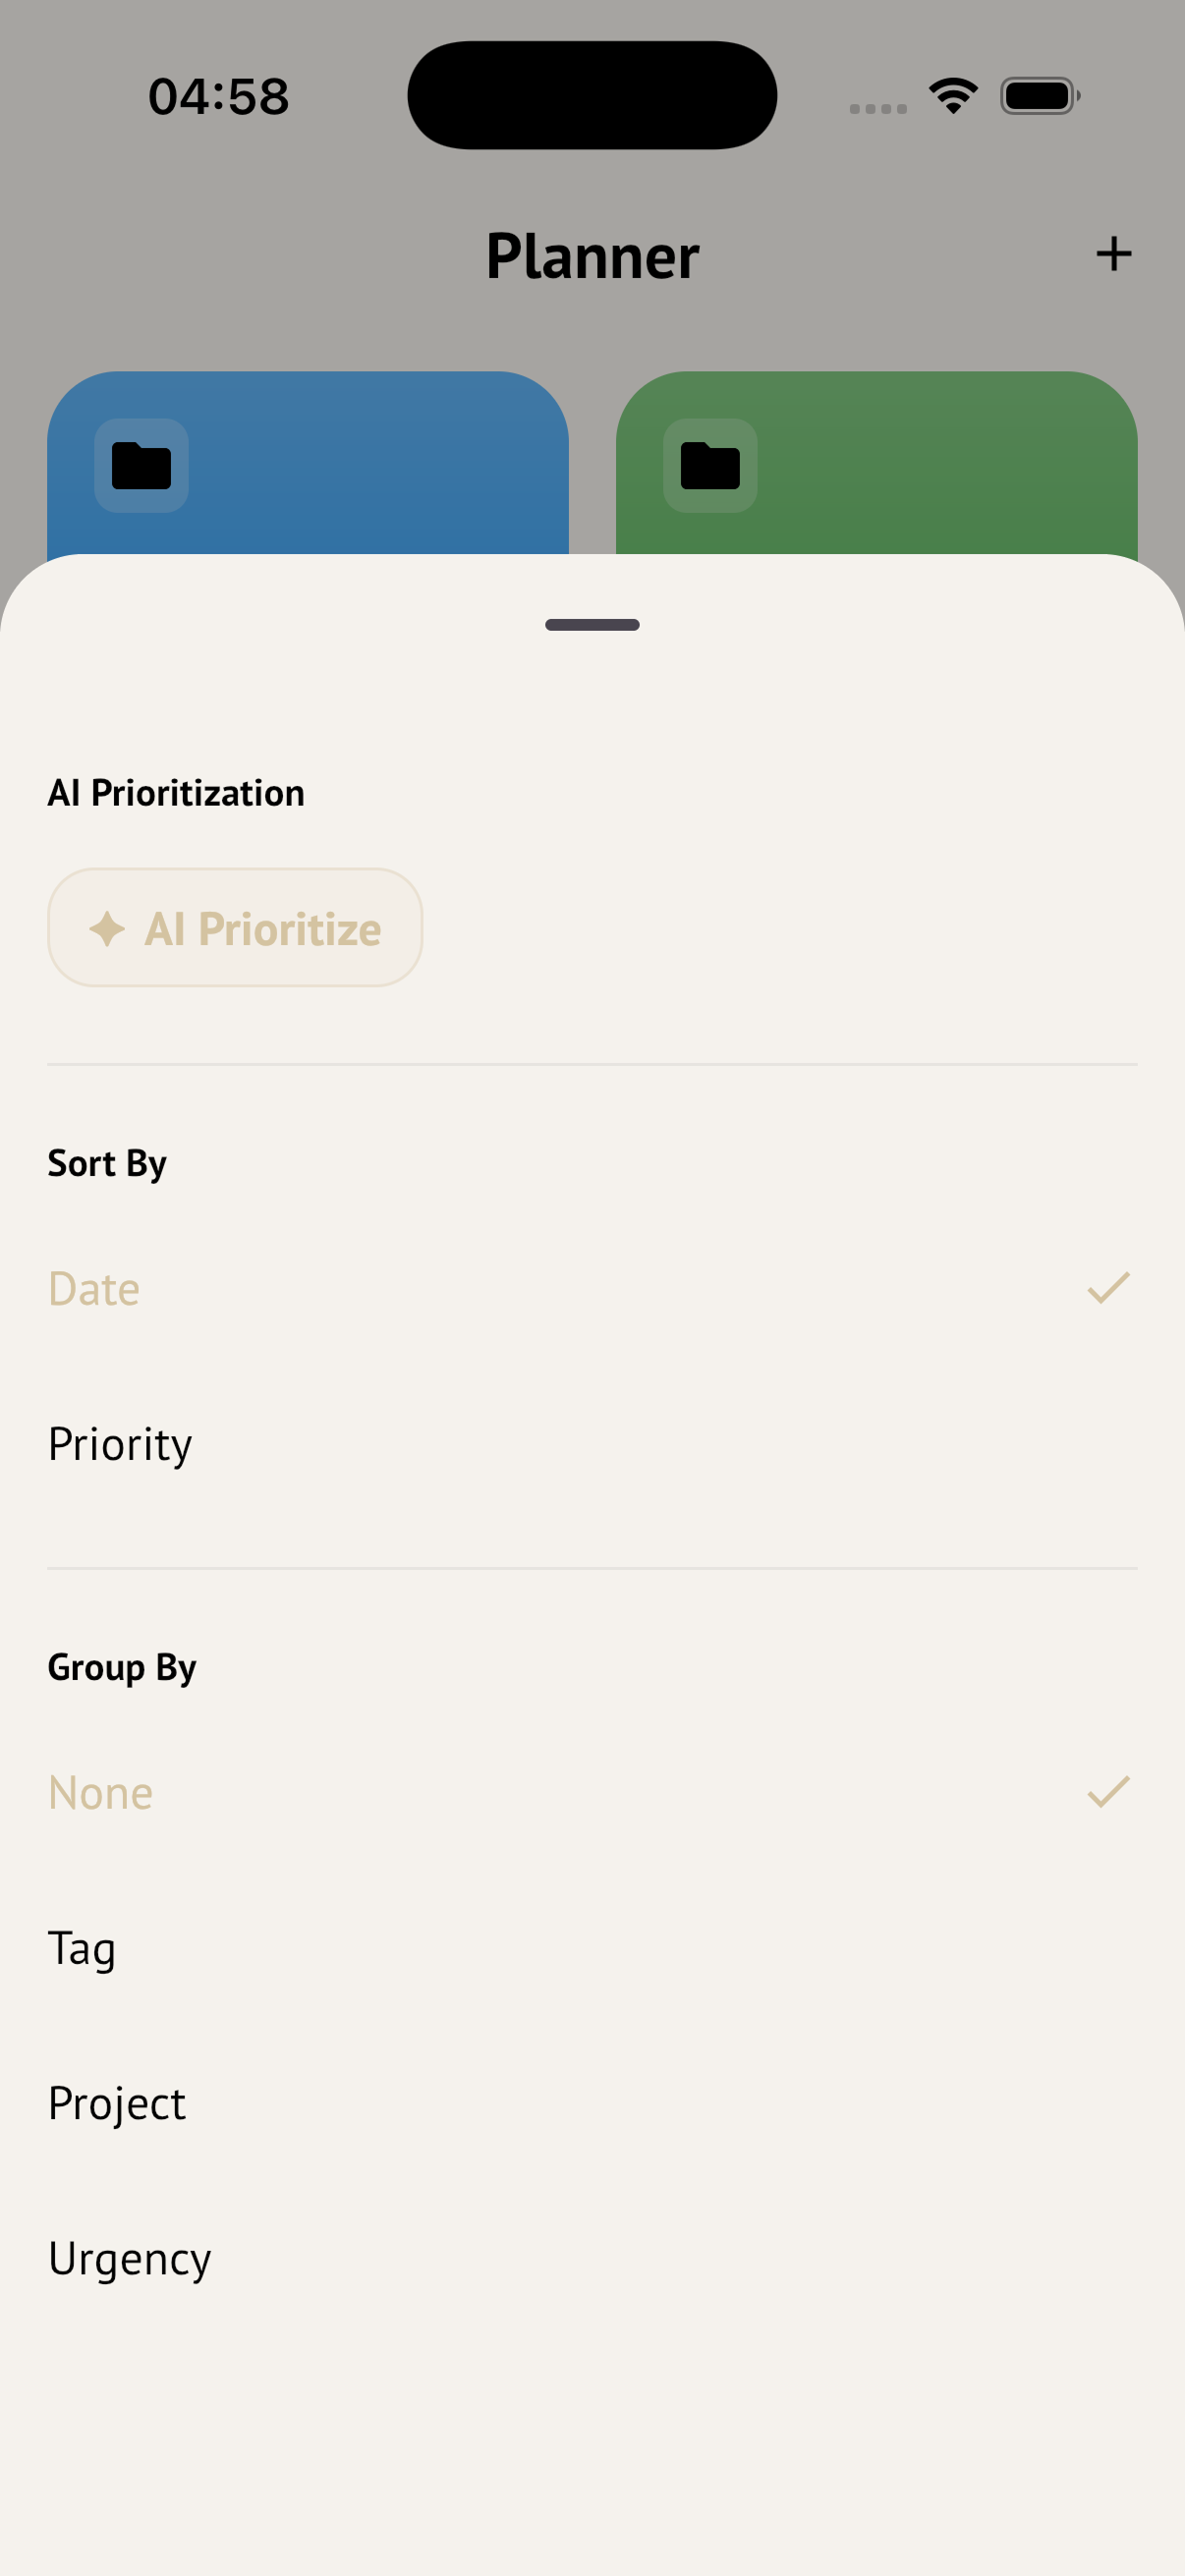 04:58
Planner
AI Prioritization
AI Prioritize
Sort By
Date
Priority
Group By
None
Tag
Project
Urgency